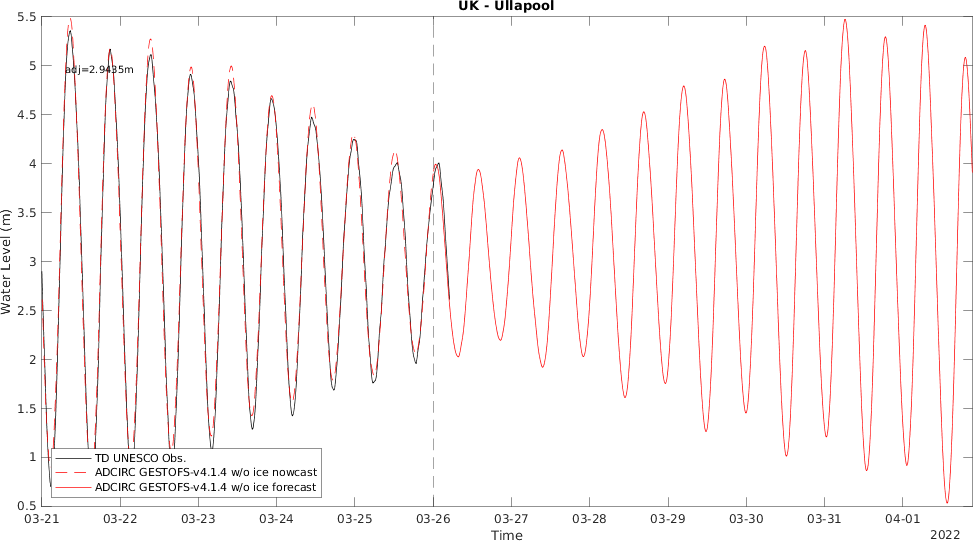 UK - Ullapool
5.5
5
4.5
4
3.5
3
2.5
2
1.5
1
0.5
Water Level (m)
adj=2.9435m
TD UNESCO Obs.
ADCIRC GESTOFS-v4.1.4 w/o ice nowcast
ADCIRC GESTOFS-v4.1.4 w/o ice forecast
03-21 03-22 03-23 03-24 03-25 03-26 03-27 03-28 03-29 03-30 03-31 04-01
Time
2022